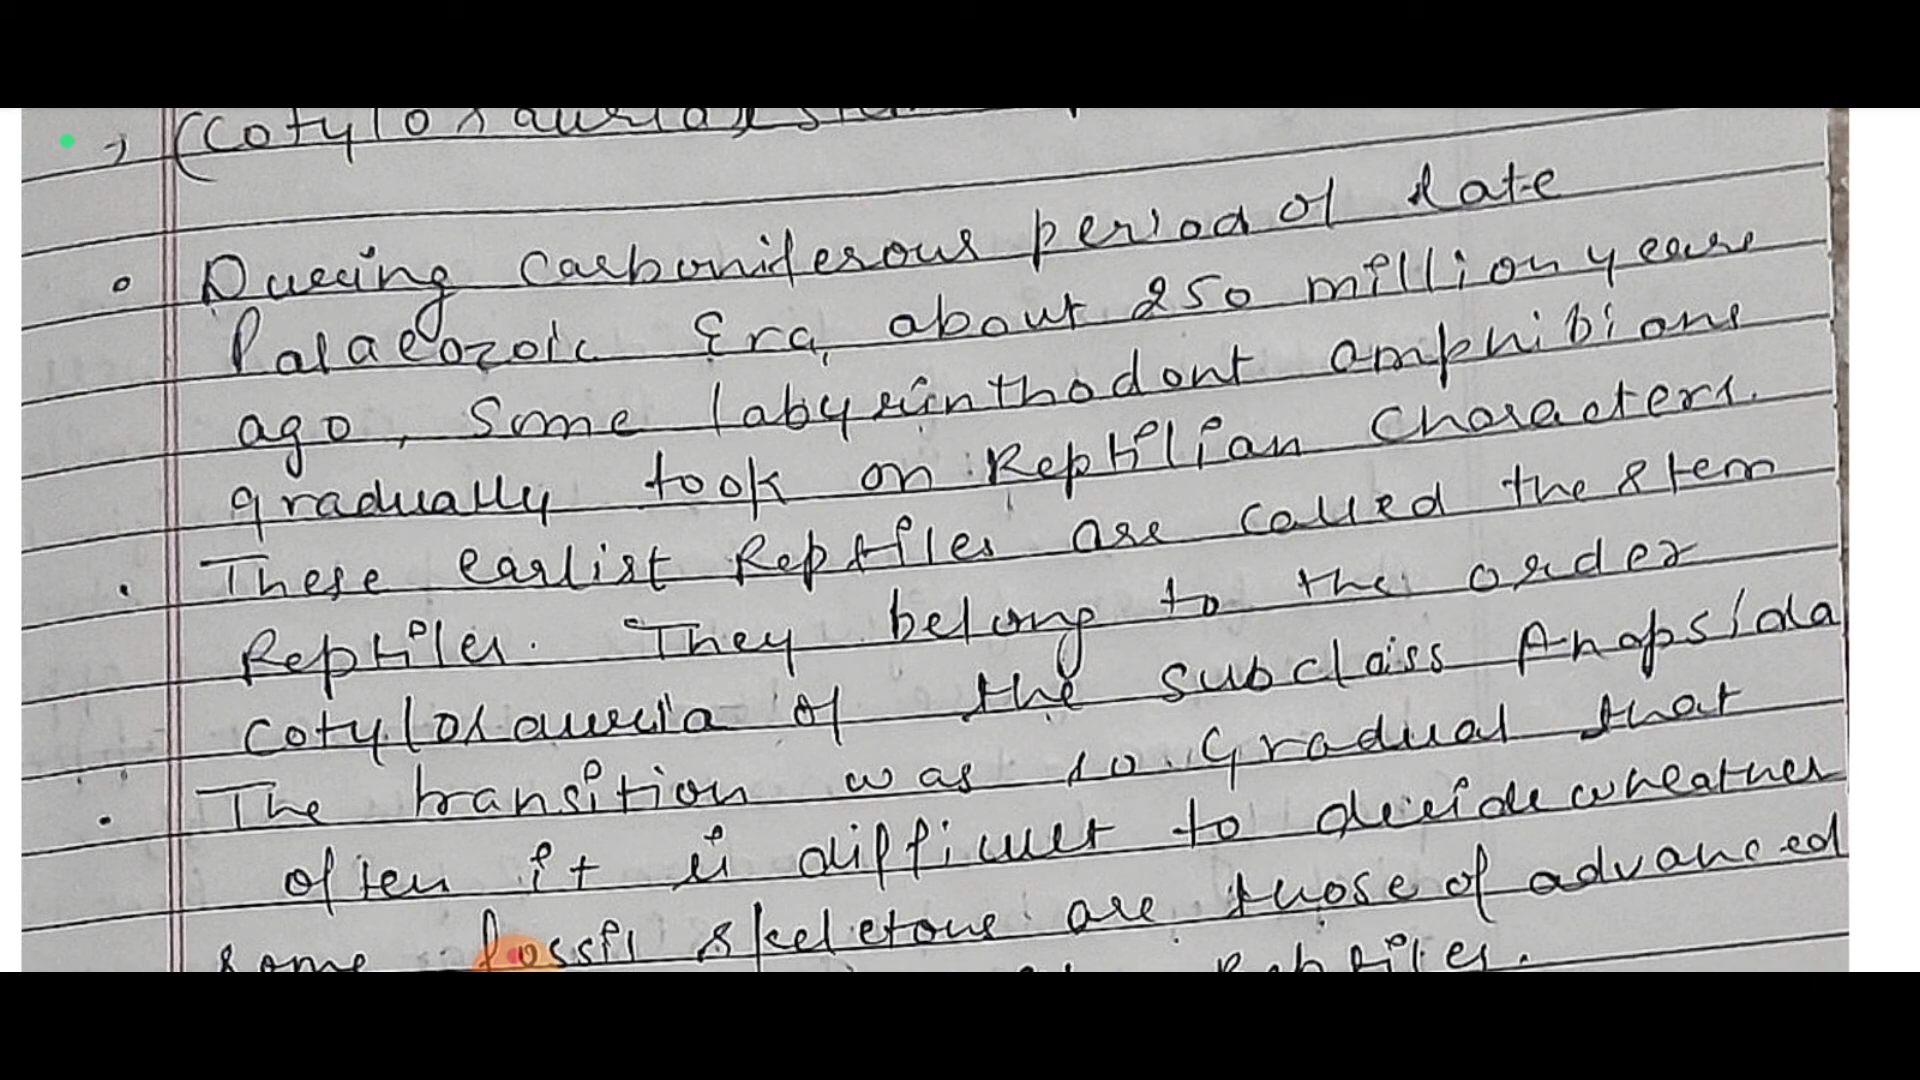 (Cotylosauria
During carboniferous period of late
Palaeozoic Era, about 250 million years
ago, Some labyrinthodont amphibians
gradually took on Reptilian Characters.
These earlist Reptiles are called the stem
Reptiles. They belong to the order
cotylosauria of the subclass Anapsida
The transition was so Gradual that
often it is difficult to decide wheather
some fossil skeletons are those of advanced
Reptiles.